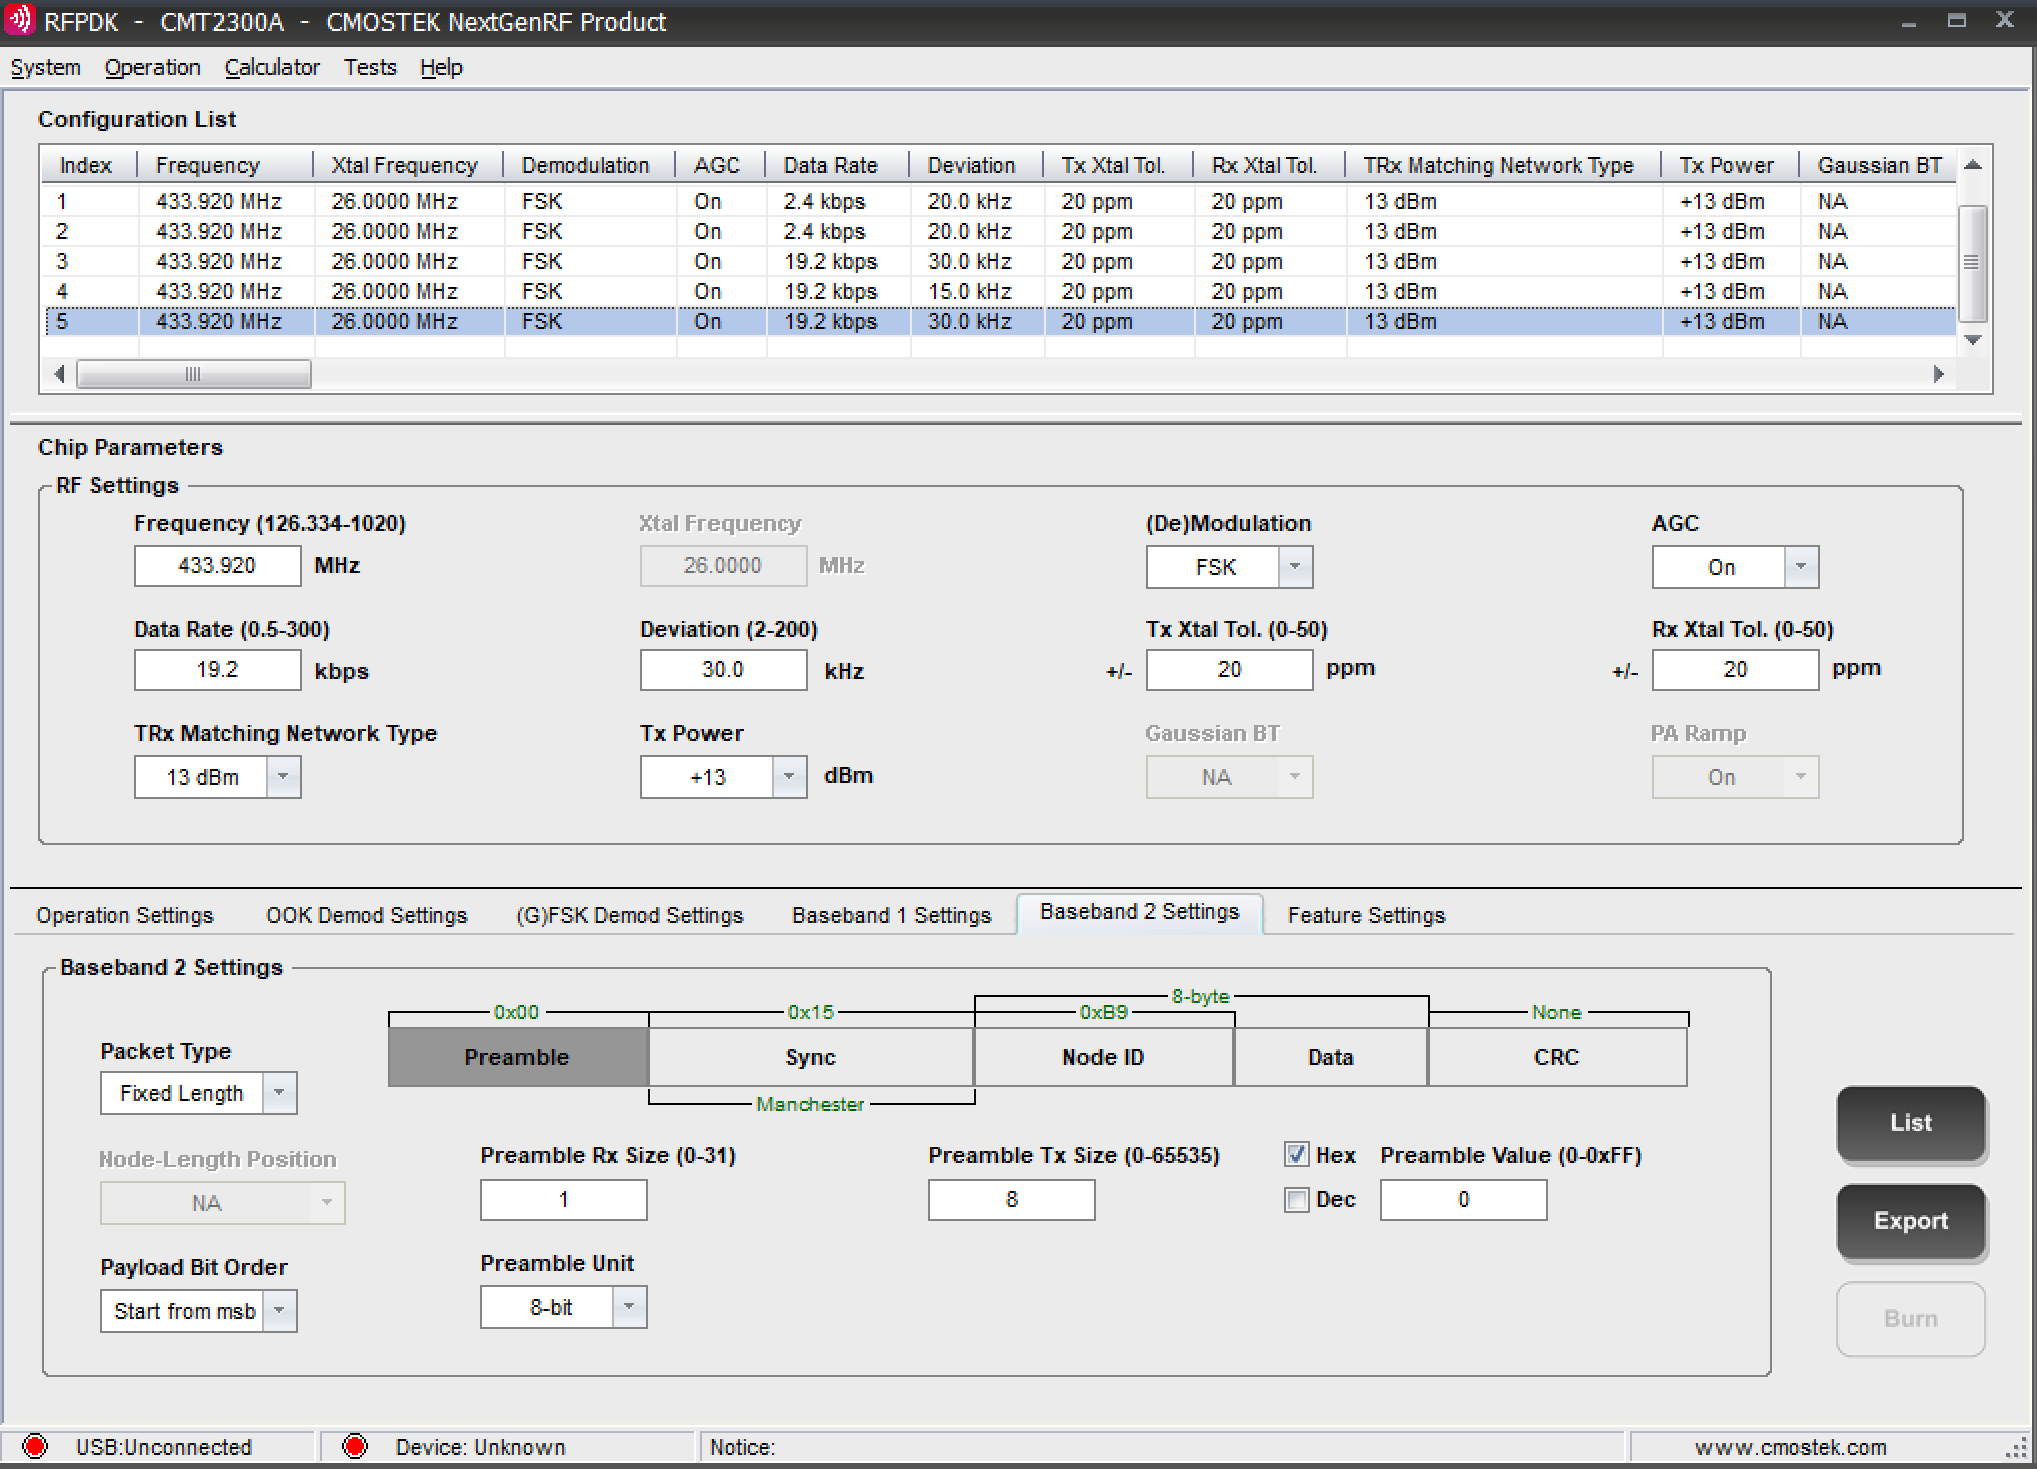 RFPDK - CMT2300A - CMOSTEK NextGenRF Product
System Operation Calculator Tests Help
Configuration List
Index Frequency Xtal Frequency Demodulation AGC Data Rate Deviation Tx Xtal Tol. Rx Xtal Tol. TRx Matching Network Type Tx Power Gaussian BT
1 433.920 MHz 26.0000 MHz FSK On 2.4 kbps 20.0 kHz 20 ppm 20 ppm 13 dBm +13 dBm NA
2 433.920 MHz 26.0000 MHz FSK On 2.4 kbps 20.0 kHz 20 ppm 20 ppm 13 dBm +13 dBm NA
3 433.920 MHz 26.0000 MHz FSK On 19.2 kbps 30.0 kHz 20 ppm 20 ppm 13 dBm +13 dBm NA
4 433.920 MHz 26.0000 MHz FSK On 19.2 kbps 15.0 kHz 20 ppm 20 ppm 13 dBm +13 dBm NA
5 433.920 MHz 26.0000 MHz FSK On 19.2 kbps 30.0 kHz 20 ppm 20 ppm 13 dBm +13 dBm NA
Chip Parameters
RF Settings
Frequency (126.334-1020) Xtal Frequency (De)Modulation AGC
433.920 MHz 26.0000 MHz FSK On
Data Rate (0.5-300) Deviation (2-200) Tx Xtal Tol. (0-50) Rx Xtal Tol. (0-50)
19.2 kbps 30.0 kHz +/- 20 ppm +/- 20 ppm
TRx Matching Network Type Tx Power Gaussian BT PA Ramp
13 dBm +13 dBm NA On
Operation Settings OOK Demod Settings (G)FSK Demod Settings Baseband 1 Settings Baseband 2 Settings Feature Settings
Baseband 2 Settings
8-byte
0x00 0x15 0xB9 None
Packet Type Preamble Sync Node ID Data CRC
Fixed Length Manchester
Node-Length Position Preamble Rx Size (0-31) Preamble Tx Size (0-65535) Hex Preamble Value (0-0xFF)
NA 1 8 Dec 0
Payload Bit Order Preamble Unit
Start from msb 8-bit
List
Export
Burn
USB:Unconnected Device: Unknown Notice: www.cmostek.com